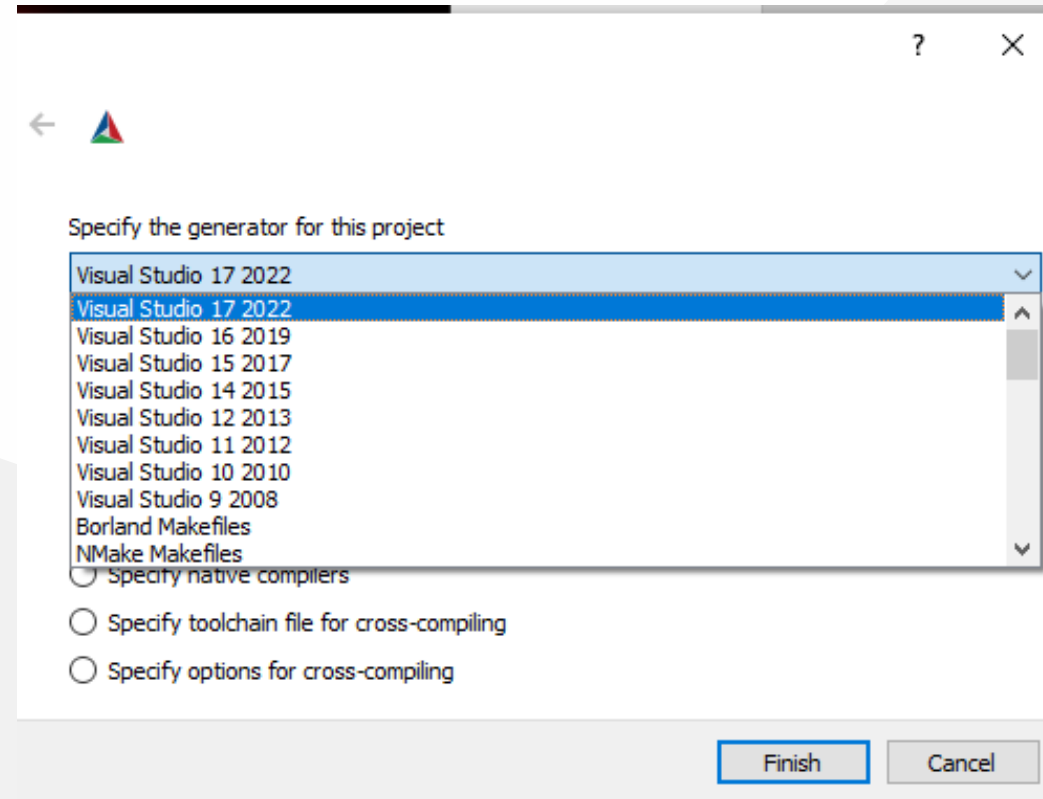 ?
Specify the generator for this project
Visual Studio 17 2022
Visual Studio 17 2022
Visual Studio 16 2019
Visual Studio 15 2017
Visual Studio 14 2015
Visual Studio 12 2013
Visual Studio 11 2012
Visual Studio 10 2010
Visual Studio 9 2008
Borland Makefiles
NMake Makefiles
Specify native compilers
Specify toolchain file for cross-compiling
Specify options for cross-compiling
Finish Cancel